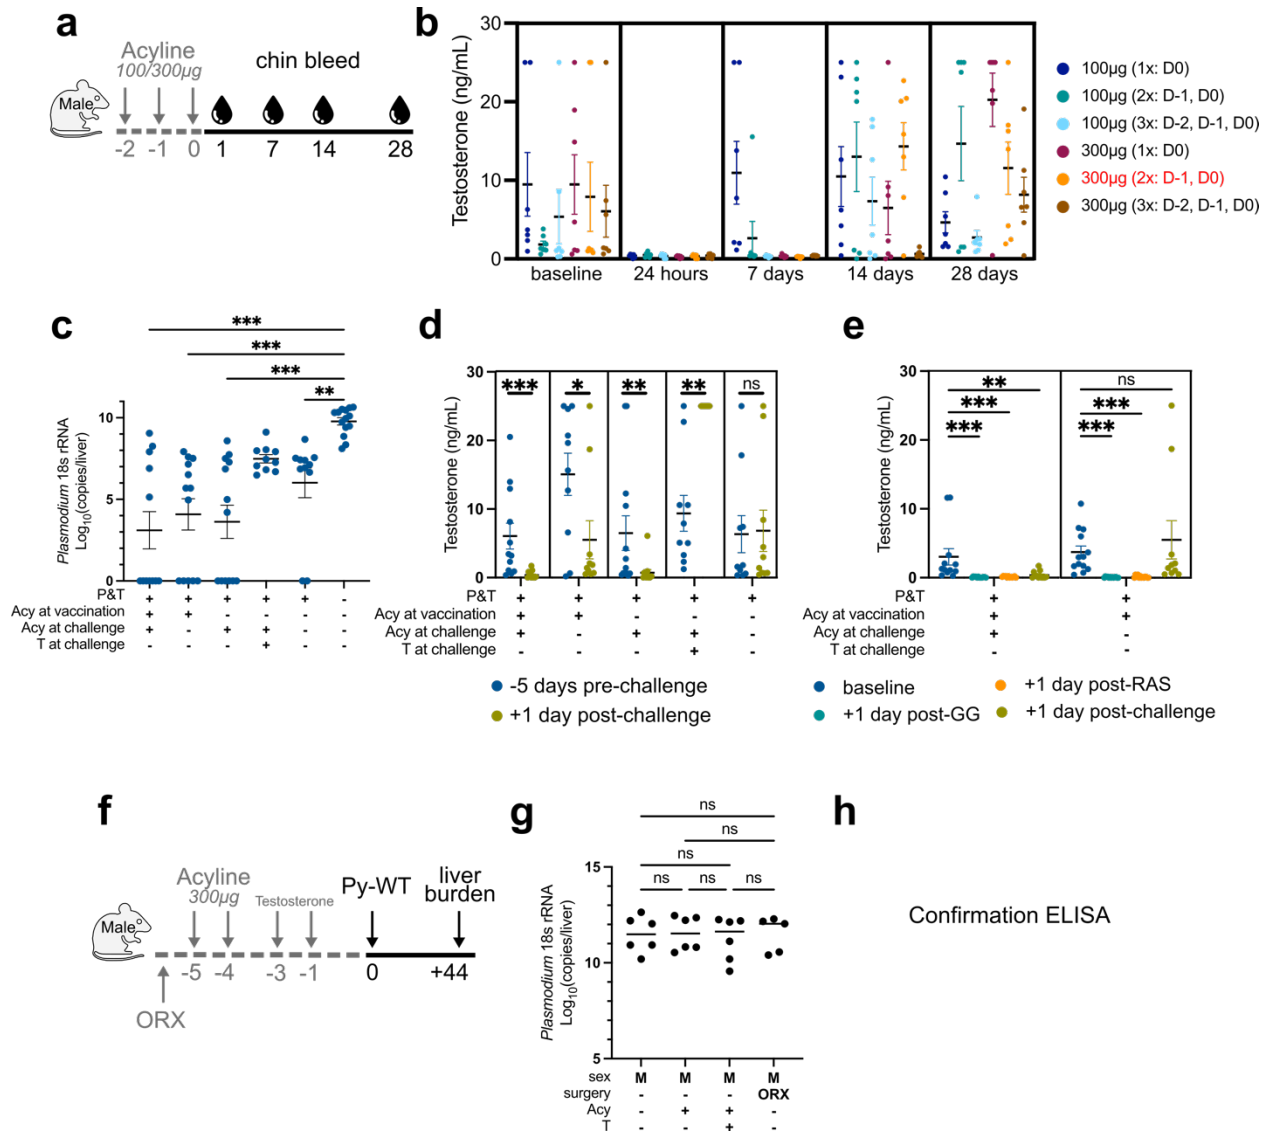 a
Acyline
100/300µg
chin bleed
Male
-2 -1 0 1 7 14 28
b
Testosterone (ng/mL)
30
20
10
0
baseline 24 hours 7 days 14 days 28 days
100µg (1x: D0)
100µg (2x: D-1, D0)
100µg (3x: D-2, D-1, D0)
300µg (1x: D0)
300µg (2x: D-1, D0)
300µg (3x: D-2, D-1, D0)
c
***
***
***
**
Plasmodium 18s rRNA
Log10(copies/liver)
10
5
0
P&T + + + + + -
Acy at vaccination + + - - - -
Acy at challenge + - + + - -
T at challenge - - - + - -
d
Testosterone (ng/mL)
30
20
10
0
*** * ** ** ns
P&T + + + + +
Acy at vaccination + + - - -
Acy at challenge + - + + -
T at challenge - - - + -
-5 days pre-challenge
+1 day post-challenge
e
Testosterone (ng/mL)
30
20
10
0
** ns
*** ***
*** ***
P&T + +
Acy at vaccination + +
Acy at challenge + -
T at challenge - -
baseline +1 day post-RAS
+1 day post-GG +1 day post-challenge
f
Acyline
300µg
Testosterone
Py-WT
liver
burden
Male
-5 -4 -3 -1 0 +44
ORX
g
ns
ns
ns
ns ns ns
Plasmodium 18s rRNA
Log10(copies/liver)
15
10
5
sex M M M M
surgery - - - ORX
Acy - + + -
T - - + -
h
Confirmation ELISA